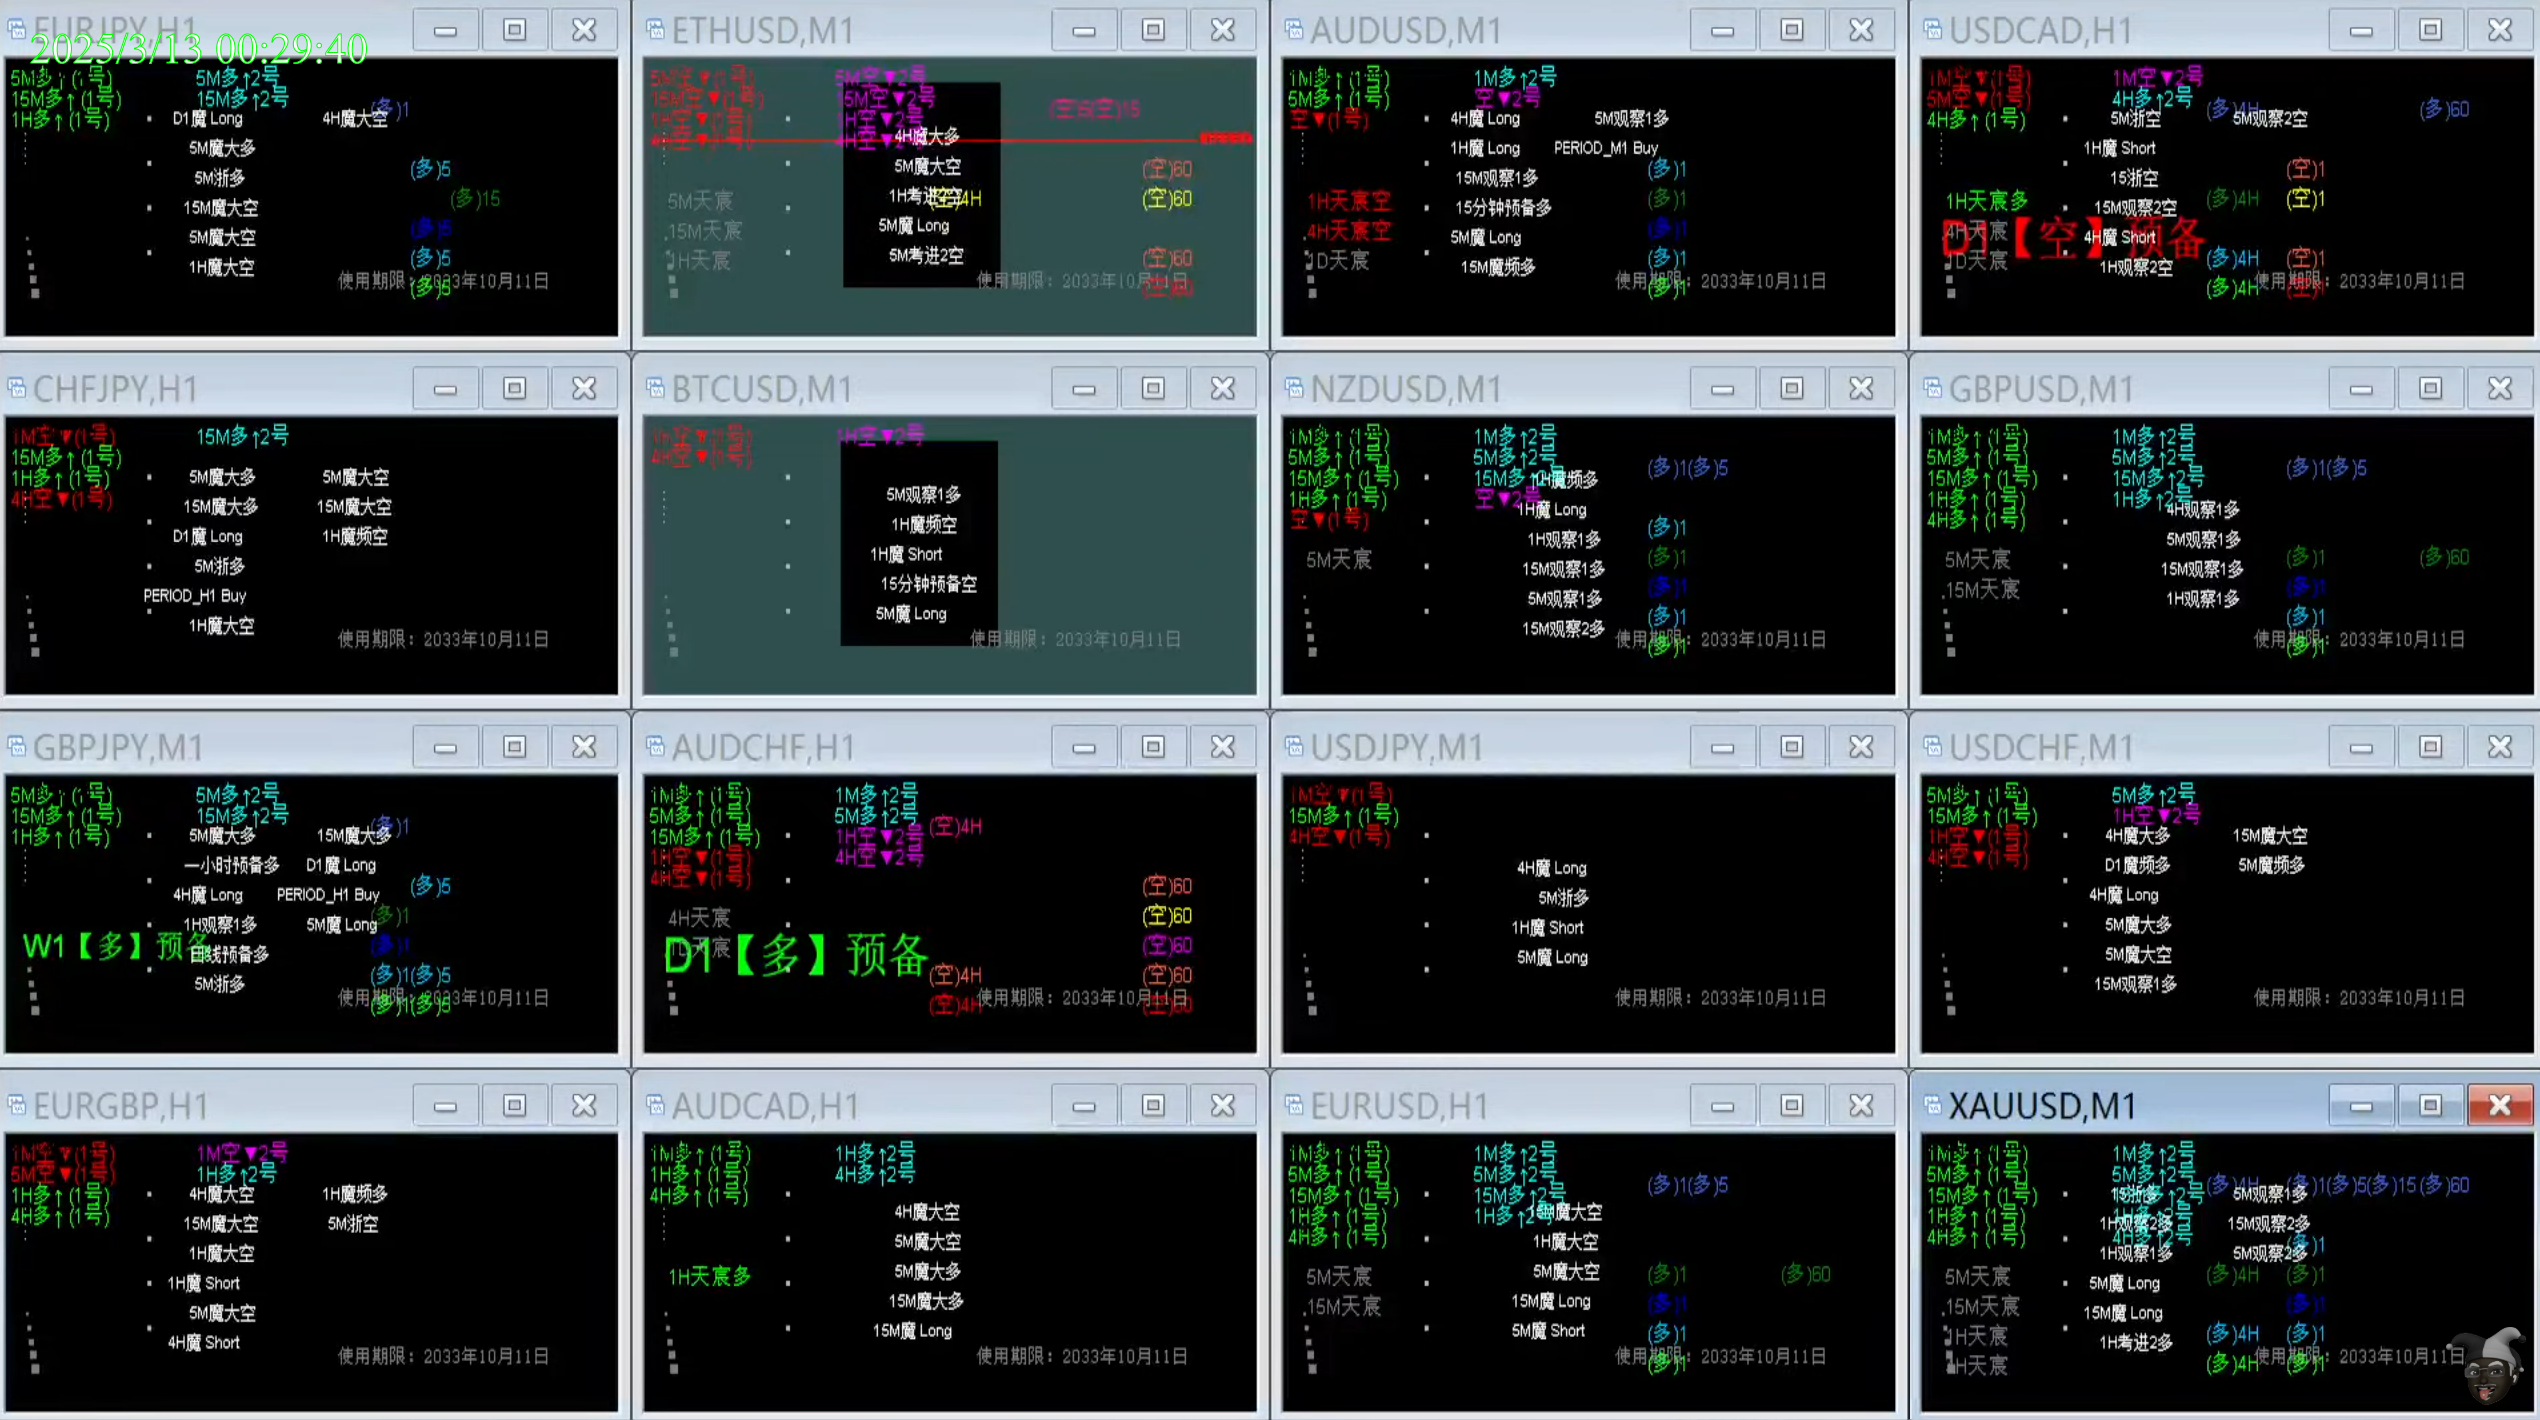 EURJPY,H1
2025/3/13 00:29:40
5M多↑(1号)
5M多↑2号
15M多↑(1号)
15M多↑2号
1H多↑(1号)
(多)1
D1魔 Long
4H魔大空
5M魔大多
5M浙多
(多)5
15M魔大空
(多)15
5M魔大空
(多)5
1H魔大空
(多)5
使用期限：2033年10月11日
(多)5
ETHUSD,M1
5M空▼(1号)
5M空▼2号
15M空▼(1号)
15M空▼2号
1H空▼(1号)
1H空▼2号
4H空▼2号
4H魔大多
5M魔大空
(空)60
1H考进空
(空)4H
(空)60
5M天宸
5M魔 Long
15M天宸
5M考进2空
(空)60
1H天宸
使用期限：2033年10月11日
AUDUSD,M1
1M多↑(1号)
1M多↑2号
5M多↑(1号)
空▼2号
空▼(1号)
4H魔 Long
5M观察1多
1H魔 Long
PERIOD_M1 Buy
15M观察1多
(多)1
1H天宸空
15分钟预备多
(多)1
4H天宸空
5M魔 Long
(多)1
1D天宸
15M魔频多
(多)1
使用期限：2033年10月11日
(多)1
USDCAD,H1
1M空▼(1号)
1M空▼2号
5M空▼(1号)
4H多↑2号
4H多↑(1号)
(多)4H
(多)60
5M浙空
5M观察2空
1H魔 Short
15浙空
(空)1
1H天宸多
15M观察2空
(多)4H
(空)1
4H天宸
4H魔 Short
D1【空】预备
1D天宸
1H观察2空
(多)4H
(空)1
使用期限：2033年10月11日
(多)4H
CHFJPY,H1
1M空▼(1号)
15M多↑2号
15M多↑(1号)
1H多↑(1号)
4H空▼(1号)
5M魔大多
5M魔大空
15M魔大多
15M魔大空
D1魔 Long
1H魔频空
5M浙多
PERIOD_H1 Buy
1H魔大空
使用期限：2033年10月11日
BTCUSD,M1
1M空▼(1号)
1H空▼2号
4H空▼(1号)
5M观察1多
1H魔频空
1H魔 Short
15分钟预备空
5M魔 Long
使用期限：2033年10月11日
NZDUSD,M1
1M多↑(1号)
1M多↑2号
5M多↑(1号)
5M多↑2号
15M多↑(1号)
15M多↑2号
1H多↑(1号)
空▼2号
空▼(1号)
(多)1(多)5
1H魔频多
1H魔 Long
1H观察1多
(多)1
5M天宸
15M观察1多
(多)1
5M观察1多
(多)1
15M观察2多
(多)1
使用期限：2033年10月11日
(多)1
GBPUSD,M1
1M多↑(1号)
1M多↑2号
5M多↑(1号)
5M多↑2号
15M多↑(1号)
15M多↑2号
1H多↑(1号)
1H多↑2号
4H多↑(1号)
(多)1(多)5
4H观察1多
5M观察1多
5M天宸
15M观察1多
(多)1
(多)60
15M天宸
1H观察1多
(多)1
(多)1
使用期限：2033年10月11日
(多)1
GBPJPY,M1
5M多↑(1号)
5M多↑2号
15M多↑(1号)
15M多↑2号
1H多↑(1号)
(多)1
5M魔大多
15M魔大多
一小时预备多
D1魔 Long
4H魔 Long
PERIOD_H1 Buy
(多)5
1H观察1多
5M魔 Long
(多)1
W1【多】预备
日线预备多
(多)1
5M浙多
(多)1(多)5
使用期限：2033年10月11日
(多)1(多)5
AUDCHF,H1
1M多↑(1号)
1M多↑2号
5M多↑(1号)
5M多↑2号
15M多↑(1号)
1H空▼2号
1H空▼(1号)
4H空▼2号
4H空▼(1号)
(空)4H
(空)60
4H天宸
(空)60
1D天宸
D1【多】预备
(空)60
(空)4H
(空)60
使用期限：2033年10月11日
(空)4H
(空)60
USDJPY,M1
1M空▼(1号)
15M多↑(1号)
4H空▼(1号)
4H魔 Long
5M浙多
1H魔 Short
5M魔 Long
使用期限：2033年10月11日
USDCHF,M1
5M多↑(1号)
5M多↑2号
15M多↑(1号)
1H空▼2号
1H空▼(1号)
4H空▼(1号)
4H魔大多
15M魔大空
D1魔频多
5M魔频多
4H魔 Long
5M魔大多
5M魔大空
15M观察1多
使用期限：2033年10月11日
EURGBP,H1
1M空▼(1号)
1M空▼2号
5M空▼(1号)
1H多↑2号
1H多↑(1号)
4H多↑(1号)
4H魔大空
1H魔频多
15M魔大空
5M浙空
1H魔大空
1H魔 Short
5M魔大空
4H魔 Short
使用期限：2033年10月11日
AUDCAD,H1
1M多↑(1号)
1H多↑2号
1H多↑(1号)
4H多↑2号
4H多↑(1号)
4H魔大空
5M魔大空
1H天宸多
5M魔大多
15M魔大多
15M魔 Long
使用期限：2033年10月11日
EURUSD,H1
1M多↑(1号)
1M多↑2号
5M多↑(1号)
5M多↑2号
15M多↑(1号)
15M多↑2号
1H多↑(1号)
1H多↑2号
4H多↑(1号)
(多)1(多)5
15M魔大空
1H魔大空
5M天宸
5M魔大空
(多)1
(多)60
15M天宸
15M魔 Long
(多)1
5M魔 Short
(多)1
使用期限：2033年10月11日
(多)1
XAUUSD,M1
1M多↑(1号)
1M多↑2号
5M多↑(1号)
5M多↑2号
15M多↑(1号)
15M多↑2号
1H多↑(1号)
4H多↑(1号)
4H多↑2号
(多)4H
(多)1(多)5(多)15(多)60
15浙多
5M观察1多
1H观察2多
15M观察2多
1H观察1多
5M观察2多
(多)1
5M天宸
5M魔 Long
(多)4H
(多)1
15M天宸
15M魔 Long
(多)1
1H天宸
1H考进2多
(多)4H
(多)1
4H天宸
使用期限：2033年10月11日
(多)4H
(多)1